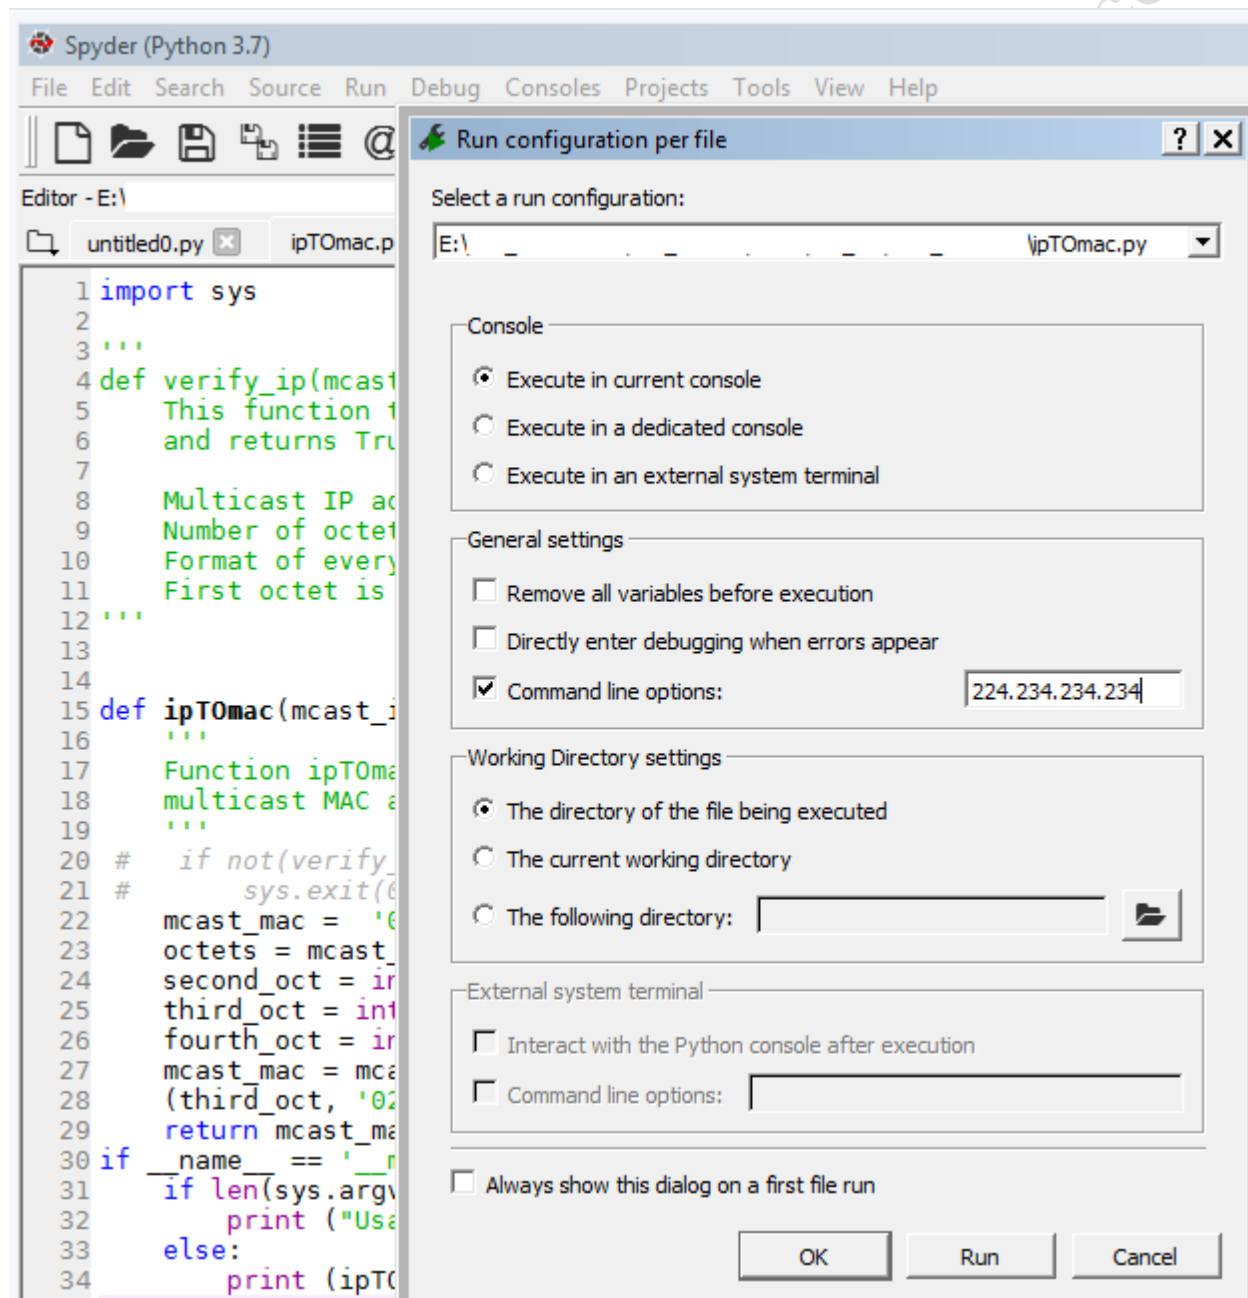 Spyder (Python 3.7)
File Edit Search Source Run Debug Consoles Projects Tools View Help
Editor - E:\
untitled0.py ipTOmac.p
1 import sys
2
3 '''
4 def verify_ip(mcast
5 This function t
6 and returns Tru
7
8 Multicast IP ad
9 Number of octet
10 Format of every
11 First octet is
12 '''
13
14
15 def ipTOmac(mcast_i
16 '''
17 Function ipTOma
18 multicast MAC a
19 '''
20 # if not(verify_
21 # sys.exit(0
22 mcast_mac = '0
23 octets = mcast_
24 second_oct = in
25 third_oct = int
26 fourth_oct = in
27 mcast_mac = mca
28 (third_oct, '02
29 return mcast_ma
30 if __name__ == '__m
31 if len(sys.argv
32 print ("Usa
33 else:
34 print (ipTO
Run configuration per file
Select a run configuration:
E:\ \ipTOmac.py
Console
Execute in current console
Execute in a dedicated console
Execute in an external system terminal
General settings
Remove all variables before execution
Directly enter debugging when errors appear
Command line options: 224.234.234.234
Working Directory settings
The directory of the file being executed
The current working directory
The following directory:
External system terminal
Interact with the Python console after execution
Command line options:
Always show this dialog on a first file run
OK Run Cancel